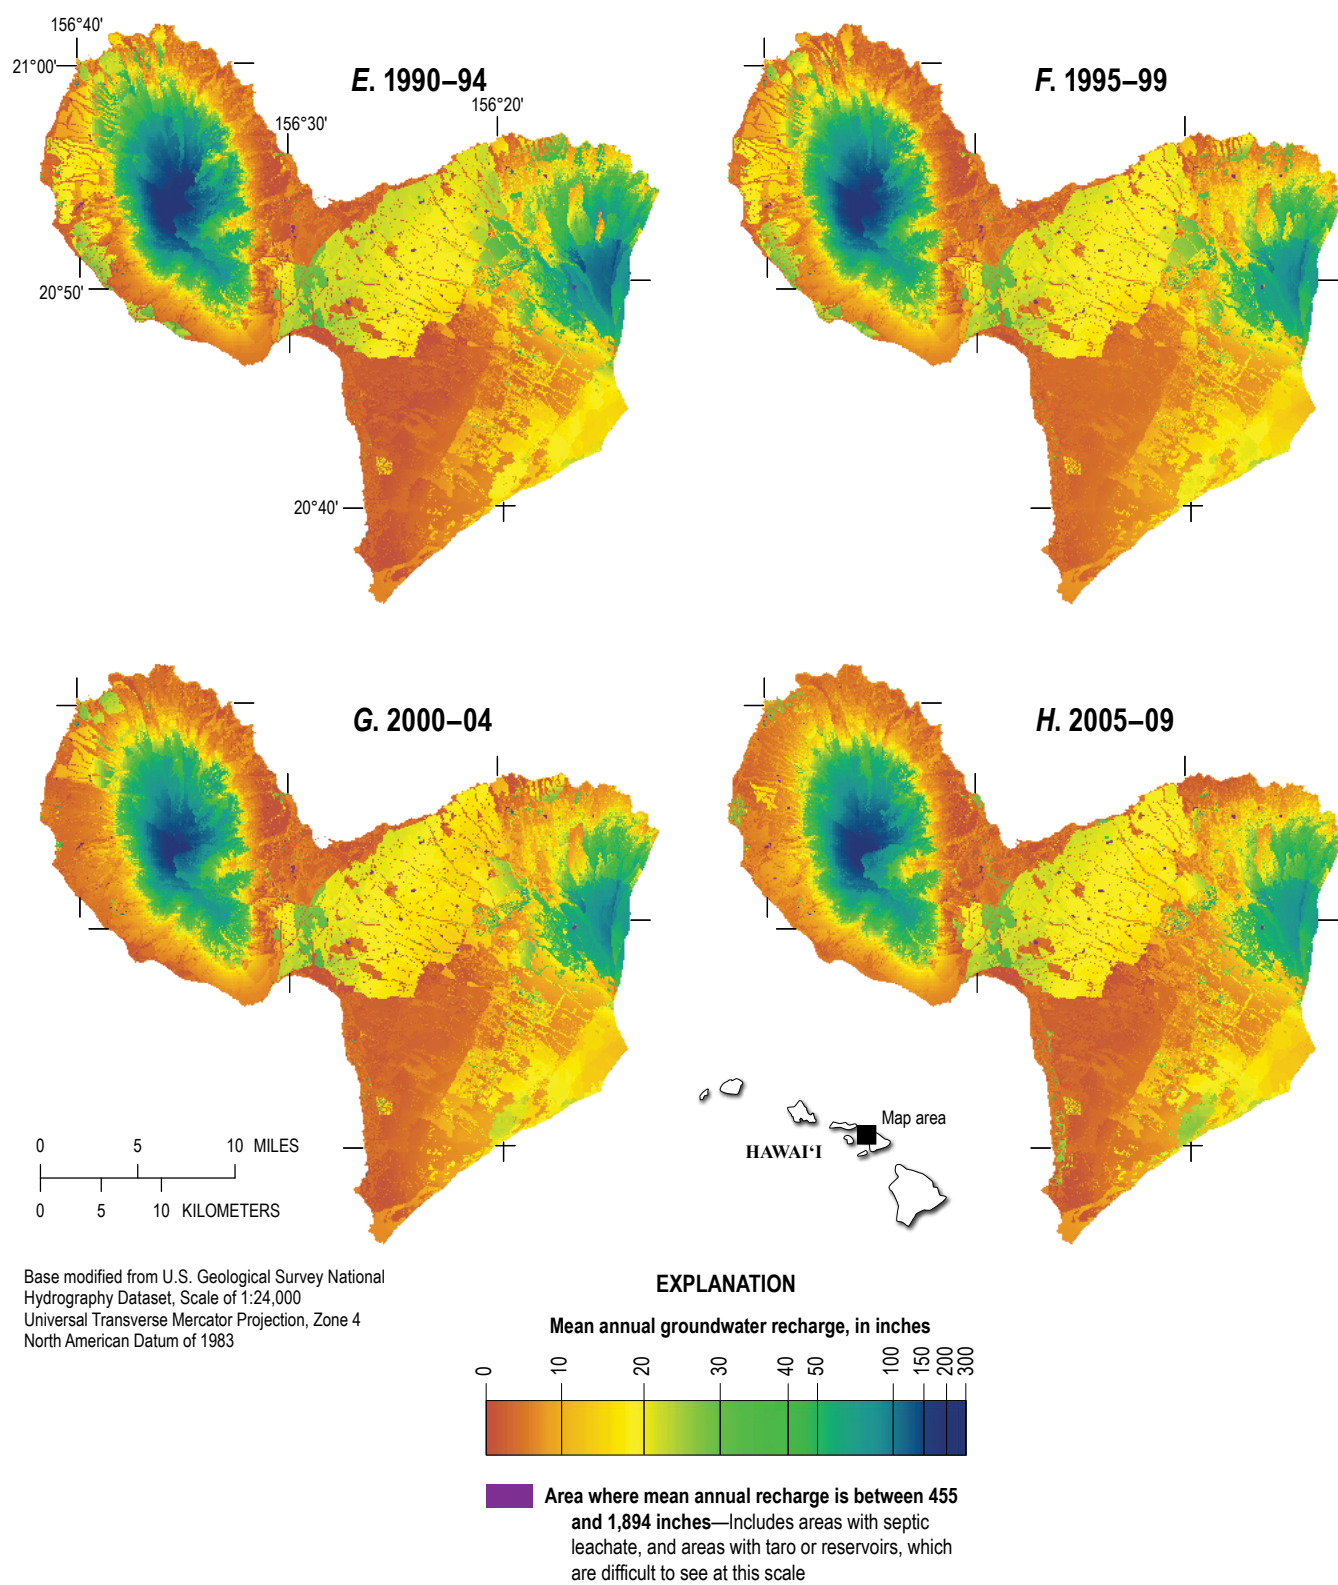 156°40'
21°00'
E. 1990–94
156°20'
156°30'
20°50'
20°40'
F. 1995–99
G. 2000–04
H. 2005–09
0 5 10 MILES
0 5 10 KILOMETERS
Map area
HAWAI‘I
Base modified from U.S. Geological Survey National
Hydrography Dataset, Scale of 1:24,000
Universal Transverse Mercator Projection, Zone 4
North American Datum of 1983
EXPLANATION
Mean annual groundwater recharge, in inches
0 10 20 30 40 50 100 150 200 300
Area where mean annual recharge is between 455
and 1,894 inches—Includes areas with septic
leachate, and areas with taro or reservoirs, which
are difficult to see at this scale